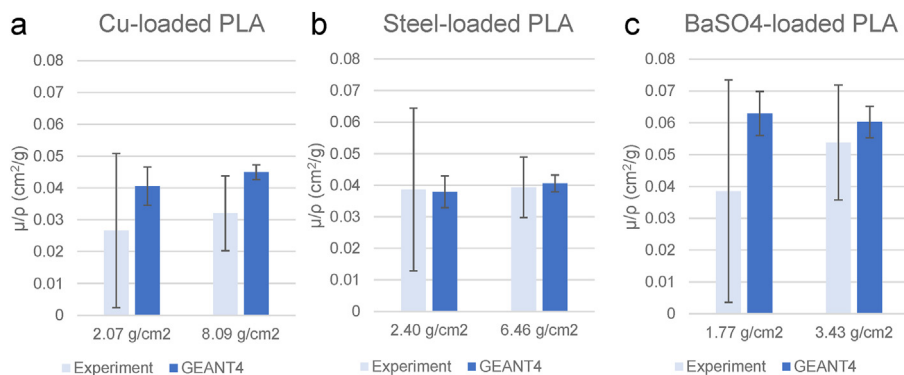 a
Cu-loaded PLA
0.08
0.07
0.06
0.05
0.04
0.03
0.02
0.01
0
μ/ρ (cm²/g)
2.07 g/cm2 8.09 g/cm2
Experiment GEANT4
b
Steel-loaded PLA
0.08
0.07
0.06
0.05
0.04
0.03
0.02
0.01
0
μ/ρ (cm²/g)
2.40 g/cm2 6.46 g/cm2
Experiment GEANT4
c
BaSO4-loaded PLA
0.08
0.07
0.06
0.05
0.04
0.03
0.02
0.01
0
μ/ρ (cm²/g)
1.77 g/cm2 3.43 g/cm2
Experiment GEANT4